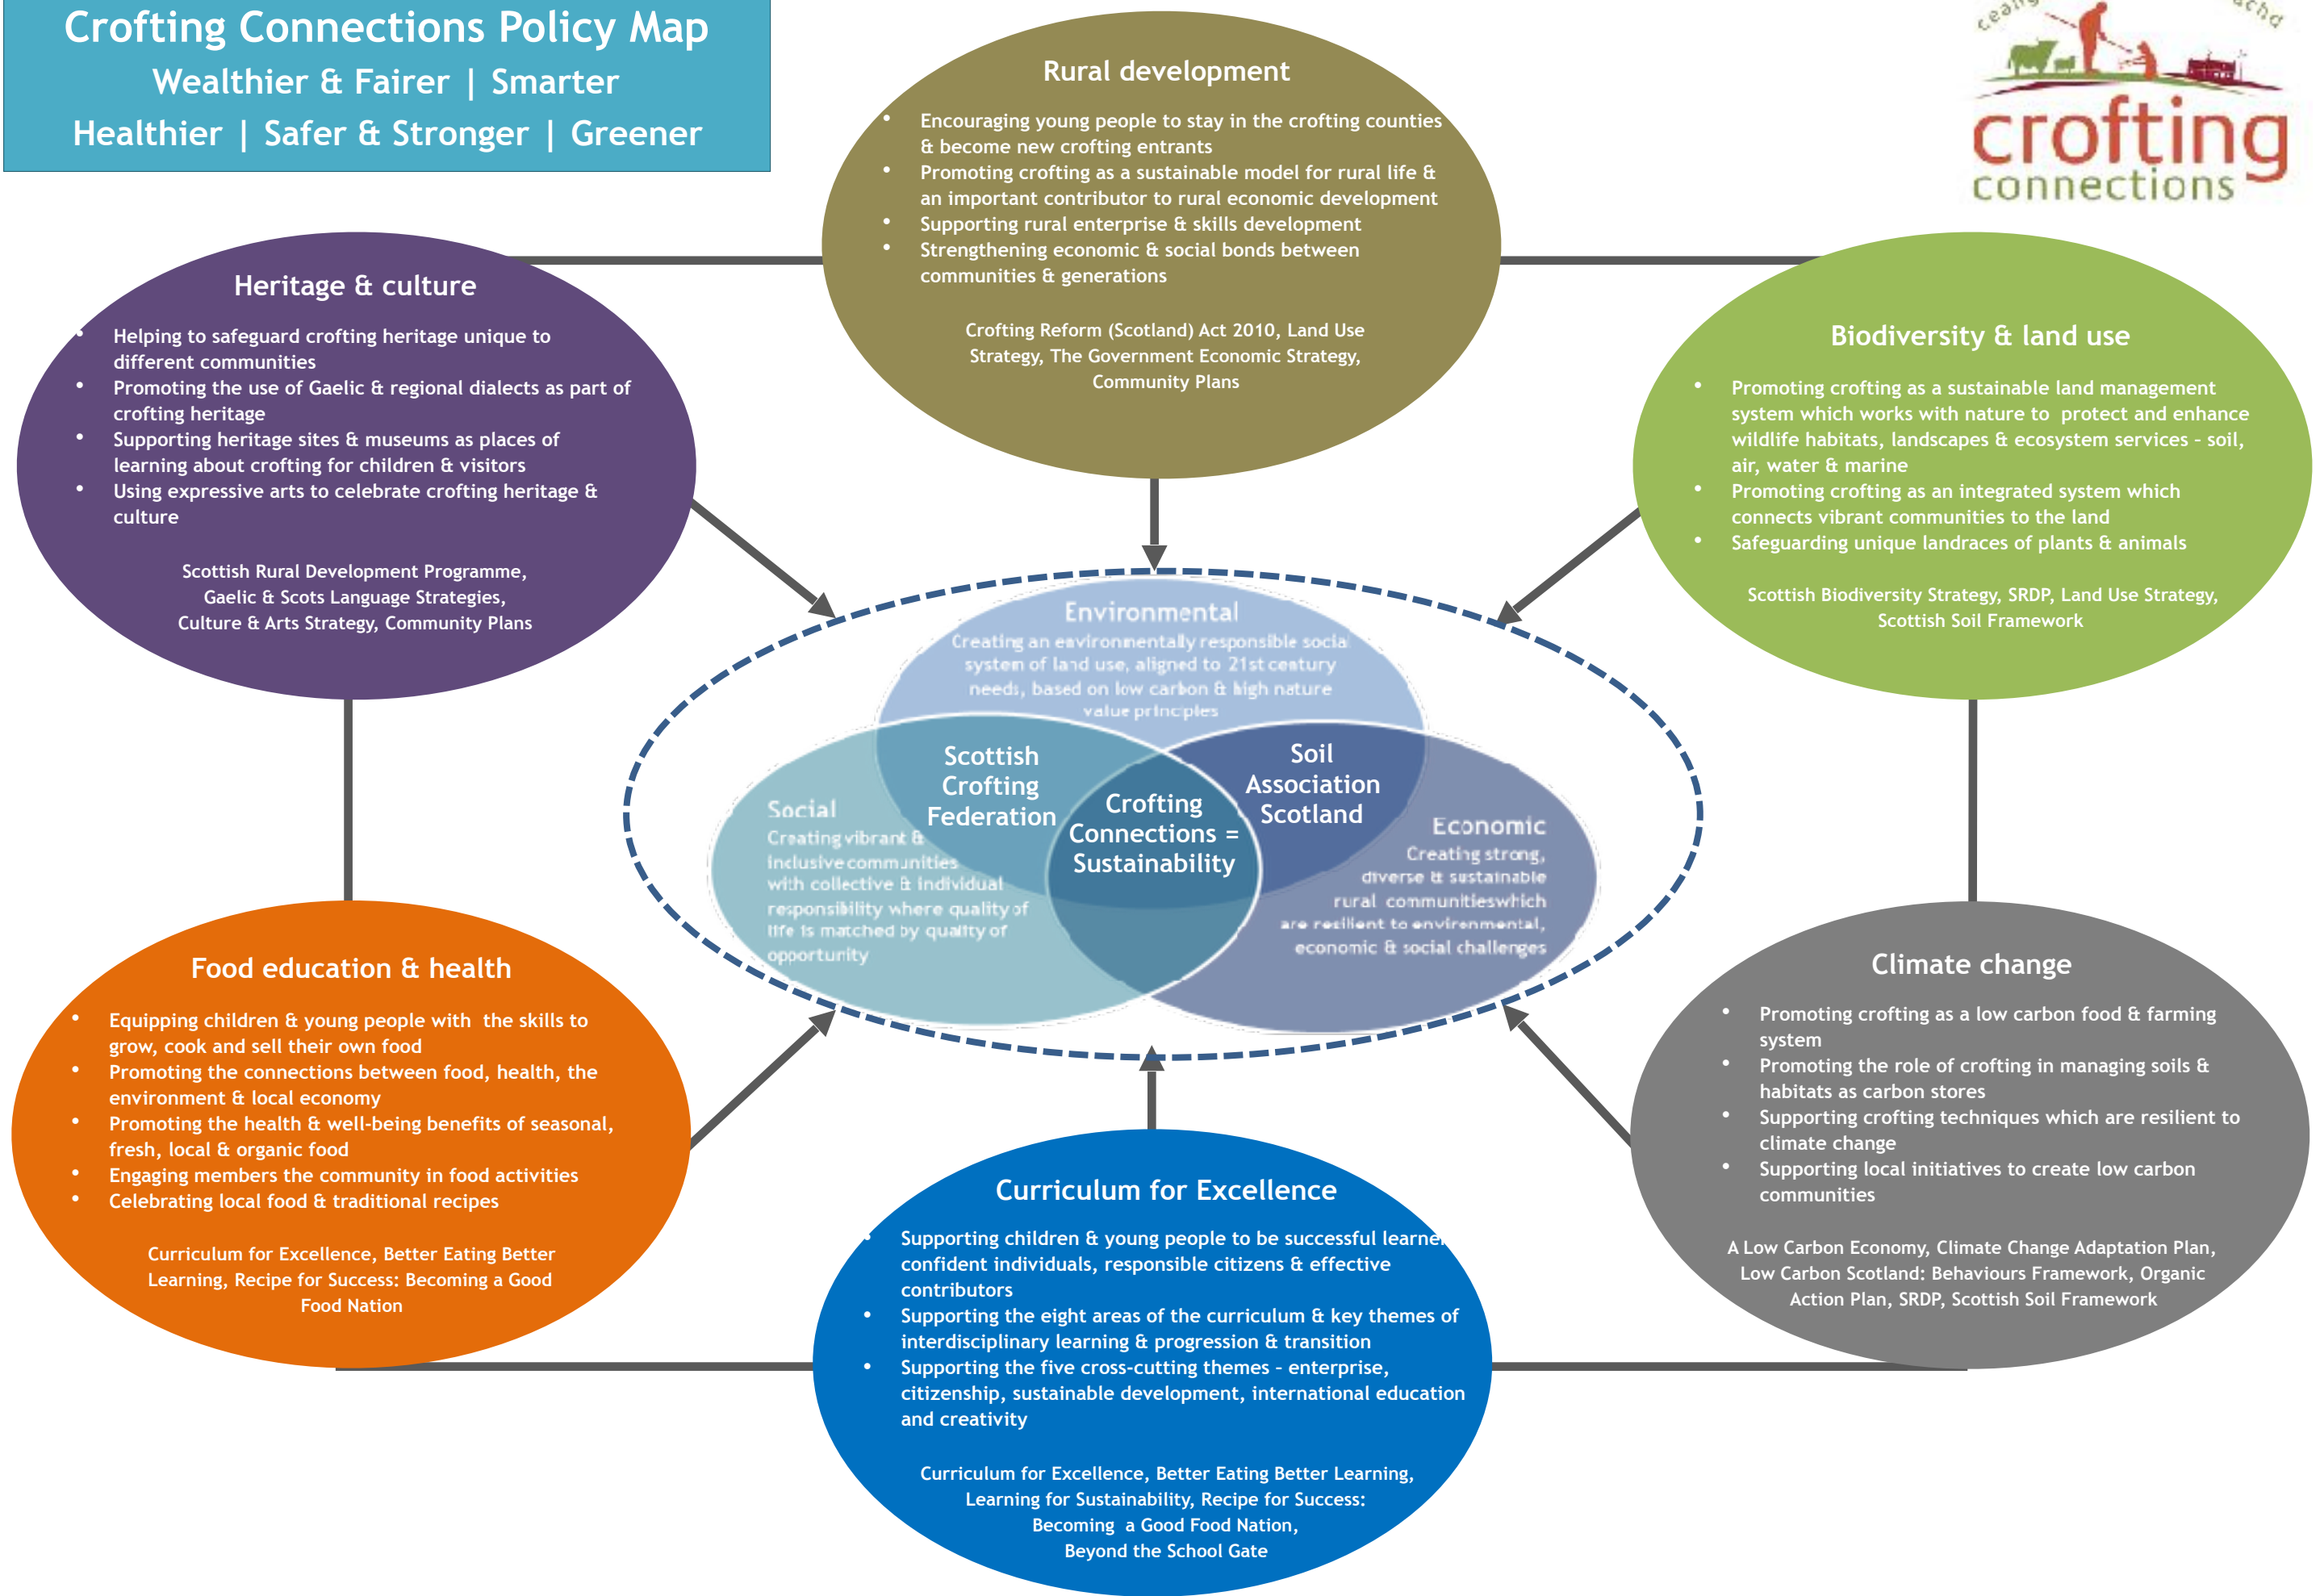 Crofting Connections Policy Map
Wealthier & Fairer | Smarter
Healthier | Safer & Stronger | Greener
crofting
connections
Rural development
• Encouraging young people to stay in the crofting counties
& become new crofting entrants
• Promoting crofting as a sustainable model for rural life &
an important contributor to rural economic development
• Supporting rural enterprise & skills development
• Strengthening economic & social bonds between
communities & generations
Crofting Reform (Scotland) Act 2010, Land Use
Strategy, The Government Economic Strategy,
Community Plans
Heritage & culture
• Helping to safeguard crofting heritage unique to
different communities
• Promoting the use of Gaelic & regional dialects as part of
crofting heritage
• Supporting heritage sites & museums as places of
learning about crofting for children & visitors
• Using expressive arts to celebrate crofting heritage &
culture
Scottish Rural Development Programme,
Gaelic & Scots Language Strategies,
Culture & Arts Strategy, Community Plans
Biodiversity & land use
• Promoting crofting as a sustainable land management
system which works with nature to protect and enhance
wildlife habitats, landscapes & ecosystem services – soil,
air, water & marine
• Promoting crofting as an integrated system which
connects vibrant communities to the land
• Safeguarding unique landraces of plants & animals
Scottish Biodiversity Strategy, SRDP, Land Use Strategy,
Scottish Soil Framework
Environmental
Creating an environmentally responsible social
system of land use, aligned to 21st century
needs, based on low carbon & high nature
value principles
Scottish
Crofting
Federation
Soil
Association
Scotland
Crofting
Connections =
Sustainability
Social
Creating vibrant &
inclusive communities
with collective & individual
responsibility where quality of
life is matched by quality of
opportunity
Economic
Creating strong,
diverse & sustainable
rural communitieswhich
are resilient to environmental,
economic & social challenges
Food education & health
• Equipping children & young people with the skills to
grow, cook and sell their own food
• Promoting the connections between food, health, the
environment & local economy
• Promoting the health & well-being benefits of seasonal,
fresh, local & organic food
• Engaging members the community in food activities
• Celebrating local food & traditional recipes
Curriculum for Excellence, Better Eating Better
Learning, Recipe for Success: Becoming a Good
Food Nation
Climate change
• Promoting crofting as a low carbon food & farming
system
• Promoting the role of crofting in managing soils &
habitats as carbon stores
• Supporting crofting techniques which are resilient to
climate change
• Supporting local initiatives to create low carbon
communities
A Low Carbon Economy, Climate Change Adaptation Plan,
Low Carbon Scotland: Behaviours Framework, Organic
Action Plan, SRDP, Scottish Soil Framework
Curriculum for Excellence
• Supporting children & young people to be successful
confident individuals, responsible citizens & effective
contributors
• Supporting the eight areas of the curriculum & key themes of
interdisciplinary learning & progression & transition
• Supporting the five cross-cutting themes – enterprise,
citizenship, sustainable development, international education
and creativity
Curriculum for Excellence, Better Eating Better Learning,
Learning for Sustainability, Recipe for Success:
Becoming a Good Food Nation,
Beyond the School Gate